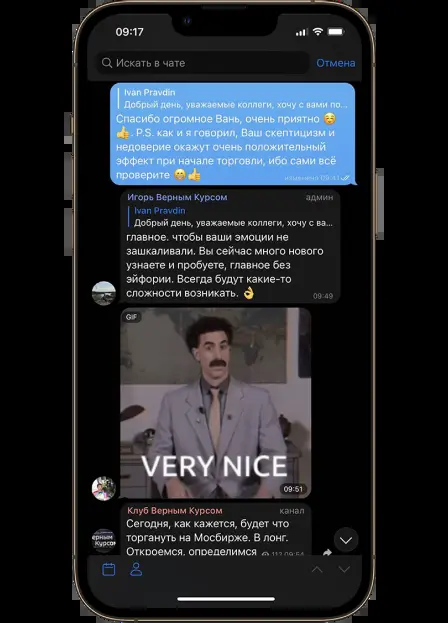 09:17
Искать в чате
Отмена
Ivan Pravdin
Добрый день, уважаемые коллеги, хочу с вами по...
Спасибо огромное Вань, очень приятно 🥰
👍. P.S. как и я говорил, Ваш скептицизм и
недоверие окажут очень положительный
эффект при начале торговли, ибо сами всё
проверите 😁👍
изменено 09:41
Игорь Верным Курсом админ
Ivan Pravdin
Добрый день, уважаемые коллеги, хочу с ва...
главное. чтобы ваши эмоции не
зашкаливали. Вы сейчас много нового
узнаете и пробуете, главное без
эйфории. Всегда будут какие-то
сложности возникать. 👌
09:49
GIF
VERY NICE
09:51
Клуб Верным Курсом канал
Сегодня, как кажется, будет что
торгануть на Мосбирже. В лонг.
Откроемся, определимся 112 09:54